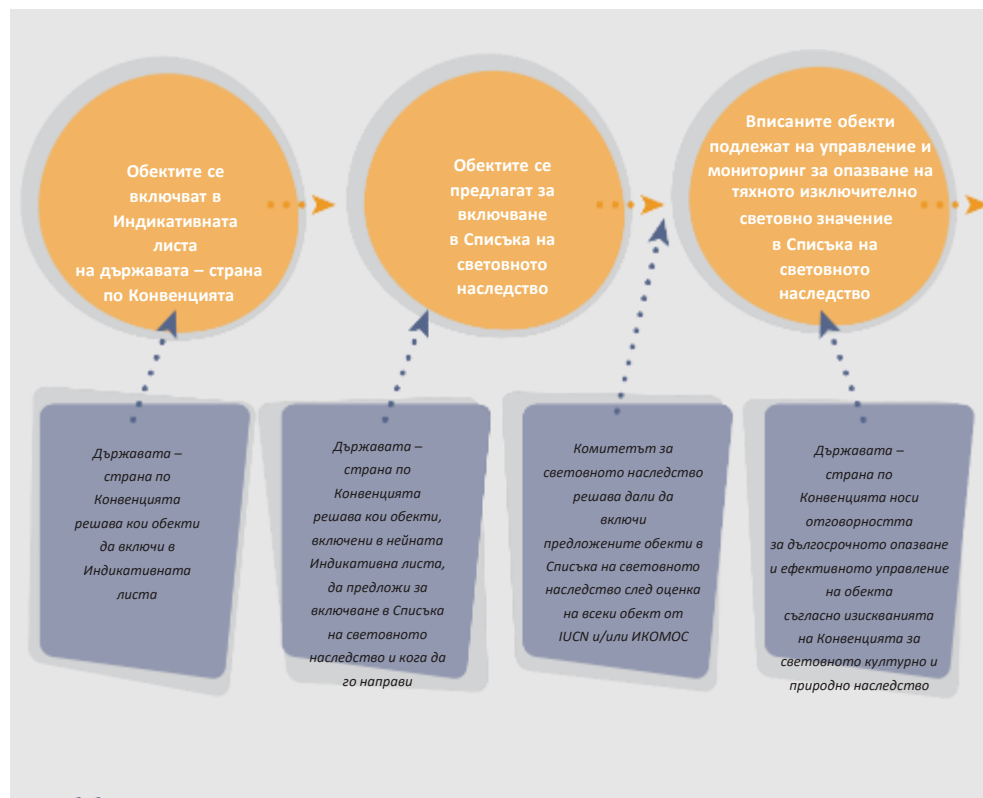 Обектите се
включват в
Индикативната
листа
на държавата – страна
по Конвенцията
Обектите се
предлагат за
включване
в Списъка на
световното
наследство
Вписаните обекти
подлежат на управление и
мониторинг за опазване на
тяхното изключително
световно значение
в Списъка на
световното
наследство
Държавата –
страна по
Конвенцията
решава кои обекти
да включи в
Индикативната
листа
Държавата –
страна по
Конвенцията
решава кои обекти,
включени в нейната
Индикативна листа,
да предложи за
включване в Списъка
на световното
наследство и кога да
го направи
Комитетът за
световното наследство
решава дали да
включи
предложените обекти в
Списъка на световното
наследство след оценка
на всеки обект от
IUCN и/или ИКОМОС
Държавата –
страна по
Конвенцията носи
отговорността
за дългосрочното опазване
и ефективното управление
на обекта
съгласно изискванията
на Конвенцията за
световното културно и
природно наследство